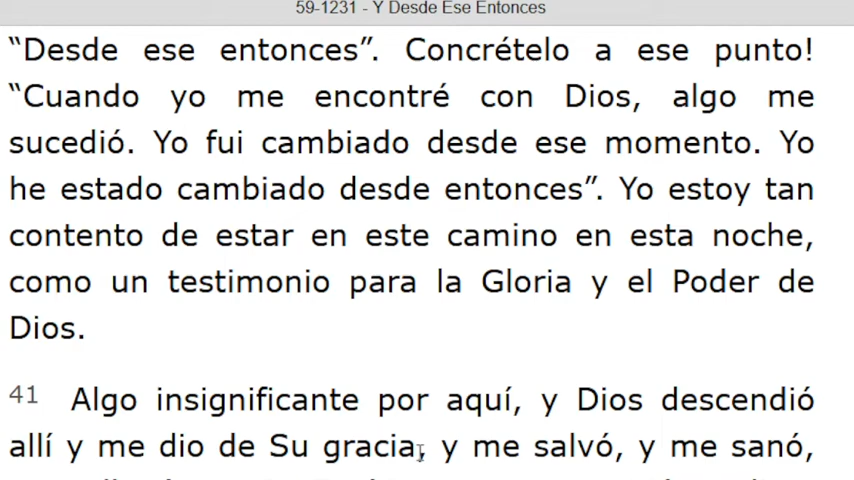 59-1231 - Y Desde Ese Entonces
“Desde ese entonces”. Concrételo a ese punto!
“Cuando yo me encontré con Dios, algo me
sucedió. Yo fui cambiado desde ese momento. Yo
he estado cambiado desde entonces”. Yo estoy tan
contento de estar en este camino en esta noche,
como un testimonio para la Gloria y el Poder de
Dios.
41 Algo insignificante por aquí, y Dios descendió
allí y me dio de Su gracia, y me salvó, y me sanó,